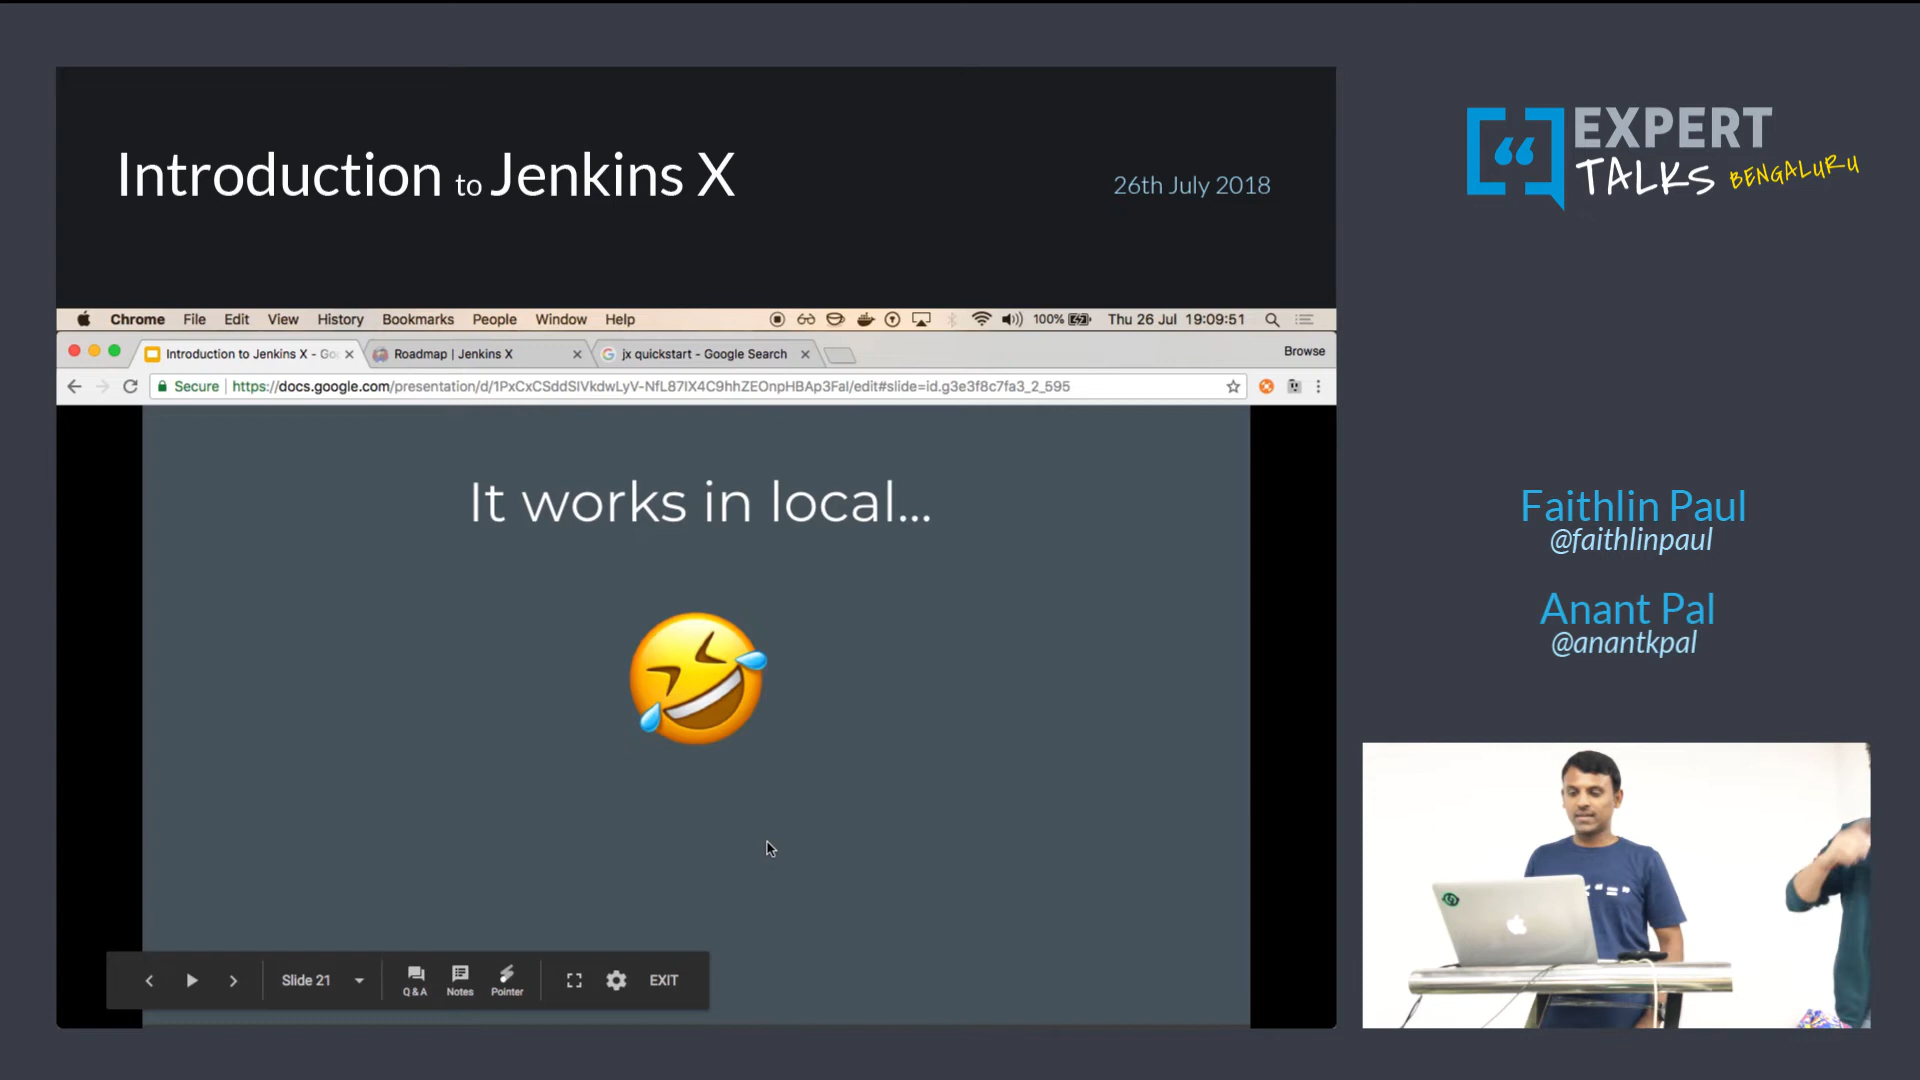 Introduction to Jenkins X
26th July 2018
EXPERT
TALKS BENGALURU
Chrome File Edit View History Bookmarks People Window Help 100% Thu 26 Jul 19:09:51
Introduction to Jenkins X - Go Roadmap | Jenkins X jx quickstart - Google Search Browse
Secure https://docs.google.com/presentation/d/1PxCxCSddSIVkdwLyV-NfL87IX4C9hhZEOnpHBAp3FaI/edit#slide=id.g3e3f8c7fa3_2_595
It works in local...
Faithlin Paul
@faithlinpaul
Anant Pal
@anantkpal
Slide 21 Q&A Notes Pointer EXIT